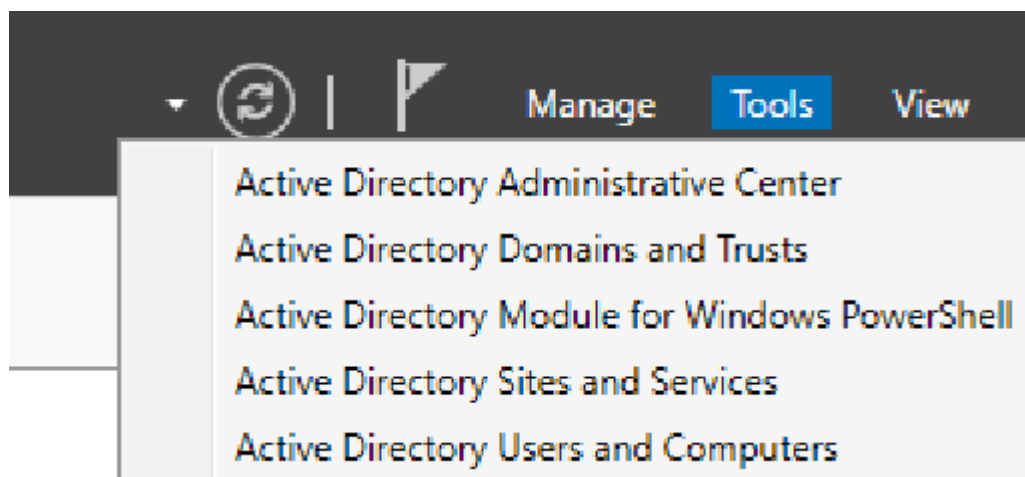 Manage Tools View
Active Directory Administrative Center
Active Directory Domains and Trusts
Active Directory Module for Windows PowerShell
Active Directory Sites and Services
Active Directory Users and Computers